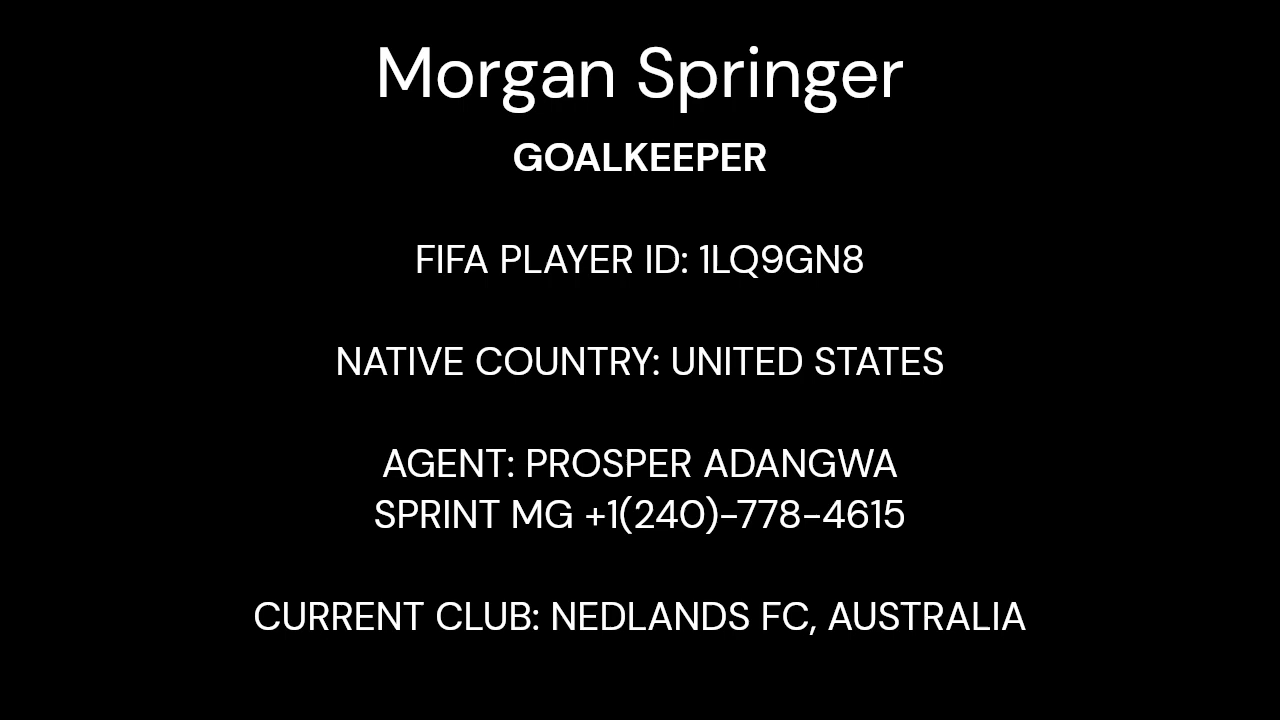 Morgan Springer
GOALKEEPER
FIFA PLAYER ID: 1LQ9GN8
NATIVE COUNTRY: UNITED STATES
AGENT: PROSPER ADANGWA
SPRINT MG +1(240)-778-4615
CURRENT CLUB: NEDLANDS FC, AUSTRALIA